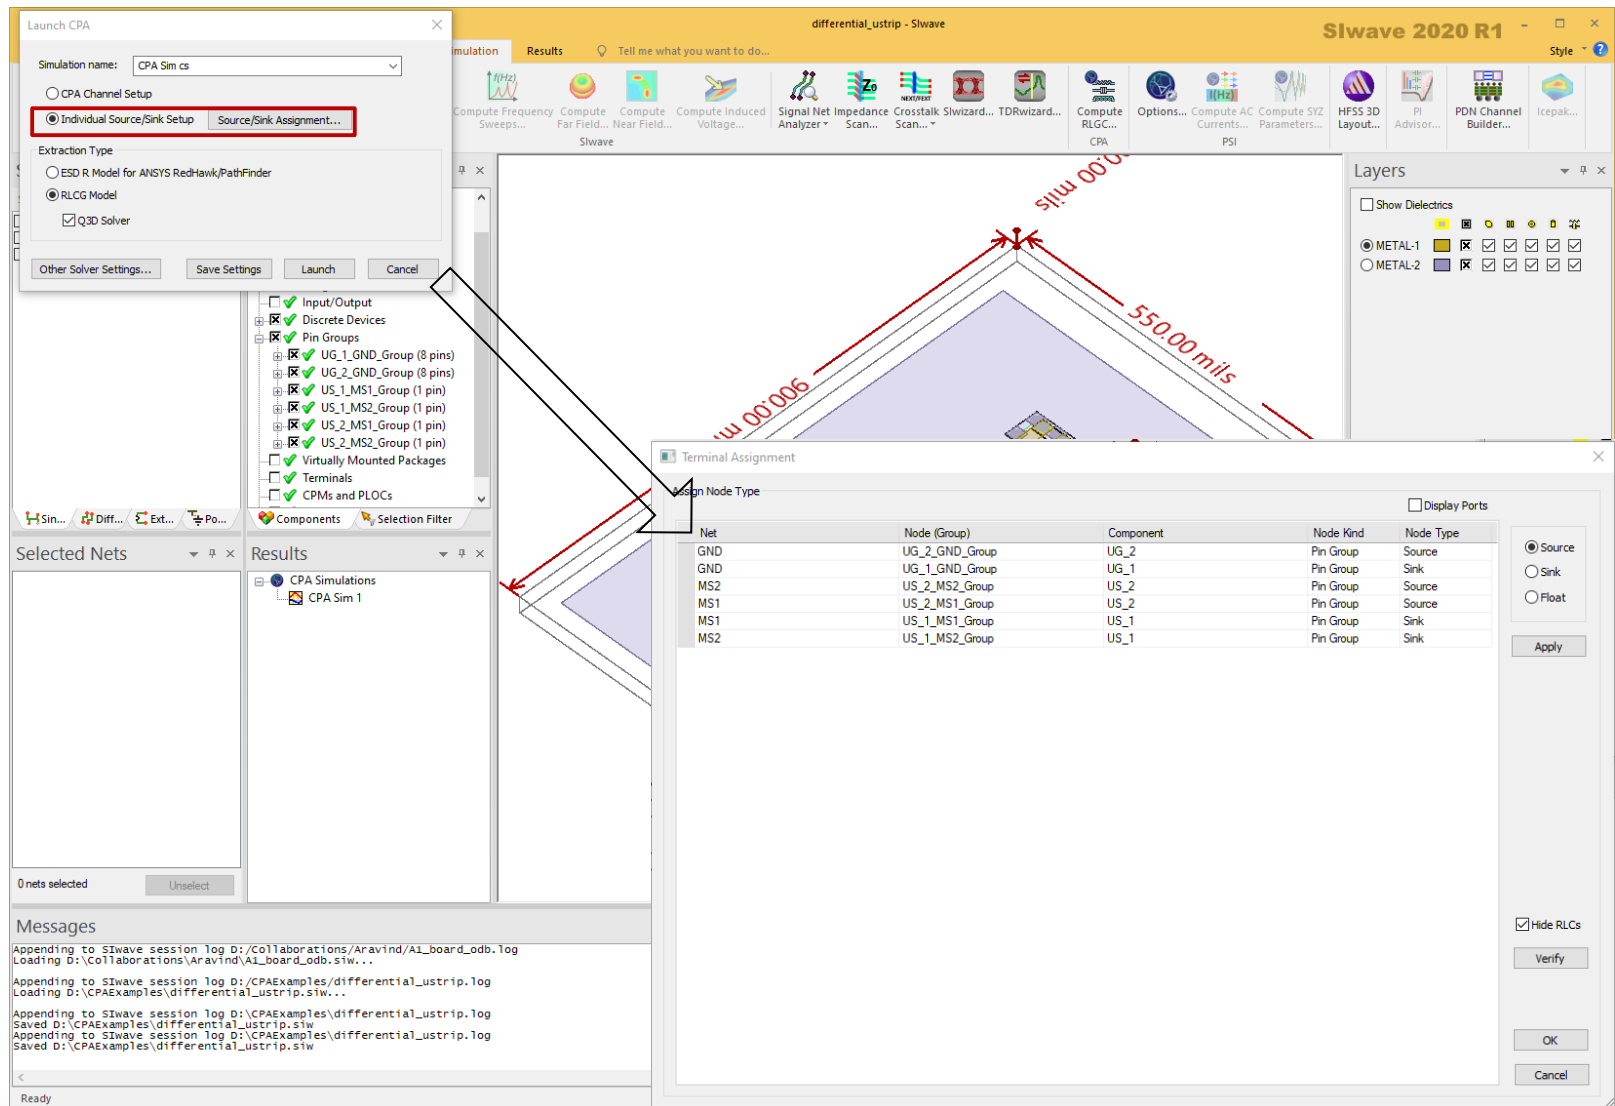 Launch CPA
Simulation name: CPA Sim cs
CPA Channel Setup
Individual Source/Sink Setup Source/Sink Assignment...
Extraction Type
ESD R Model for ANSYS RedHawk/PathFinder
RLCG Model
Q3D Solver
Other Solver Settings... Save Settings Launch Cancel
differential_ustrip - SIwave
SIwave 2020 R1
imulation Results Tell me what you want to do...
Style
Compute Frequency Sweeps...
Compute Far Field...
Compute Near Field...
Compute Induced Voltage...
Signal Net Analyzer
Impedance Scan...
Crosstalk Scan...
SIwizard...
TDRwizard...
Compute RLGC...
Options...
Compute AC Currents...
Compute SYZ Parameters...
HFSS 3D Layout...
PI Advisor...
PDN Channel Builder...
Icepak...
SIwave CPA PSI
Input/Output
Discrete Devices
Pin Groups
UG_1_GND_Group (8 pins)
UG_2_GND_Group (8 pins)
US_1_MS1_Group (1 pin)
US_1_MS2_Group (1 pin)
US_2_MS1_Group (1 pin)
US_2_MS2_Group (1 pin)
Virtually Mounted Packages
Terminals
CPMs and PLOCs
Sin... Diff... Ext... Po...
Components Selection Filter
Selected Nets
0 nets selected Unselect
Results
CPA Simulations
CPA Sim 1
00.00 mils
550.00 mils
900.00 m
Layers
Show Dielectrics
METAL-1
METAL-2
Terminal Assignment
Assign Node Type
Display Ports
Net Node (Group) Component Node Kind Node Type
GND UG_2_GND_Group UG_2 Pin Group Source
GND UG_1_GND_Group UG_1 Pin Group Sink
MS2 US_2_MS2_Group US_2 Pin Group Source
MS1 US_2_MS1_Group US_2 Pin Group Source
MS1 US_1_MS1_Group US_1 Pin Group Sink
MS2 US_1_MS2_Group US_1 Pin Group Sink
Source
Sink
Float
Apply
Hide RLCs
Verify
OK
Cancel
Messages
Appending to SIwave session log D:/Collaborations/Aravind/A1_board_odb.log
Loading D:\Collaborations\Aravind\A1_board_odb.siw...
Appending to SIwave session log D:/CPAExamples/differential_ustrip.log
Loading D:\CPAExamples\differential_ustrip.siw...
Appending to SIwave session log D:\CPAExamples\differential_ustrip.log
Saved D:\CPAExamples\differential_ustrip.siw
Appending to SIwave session log D:\CPAExamples\differential_ustrip.log
Saved D:\CPAExamples\differential_ustrip.siw
Ready